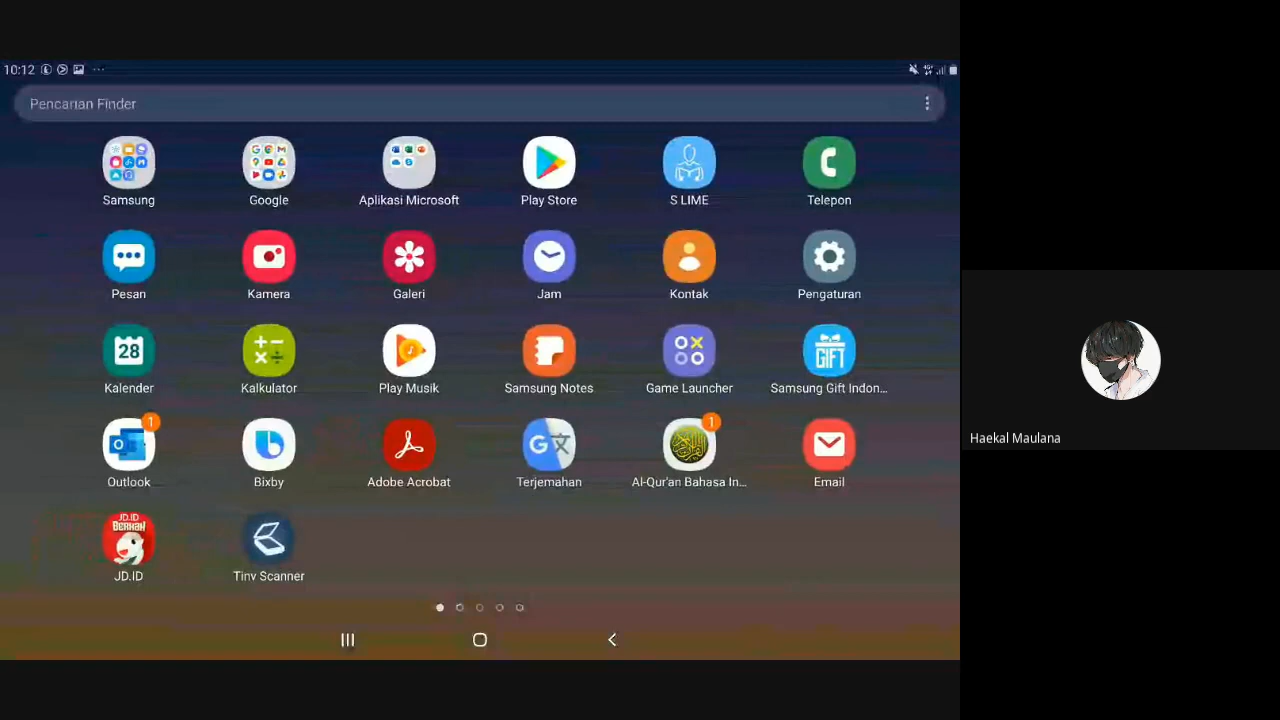 10:12
Pencarian Finder
Samsung
Google
Aplikasi Microsoft
Play Store
S LIME
Telepon
Pesan
Kamera
Galeri
Jam
Kontak
Pengaturan
28
GIFT
Kalender
Kalkulator
Play Musik
Samsung Notes
Game Launcher
Samsung Gift Indon...
1
1
Outlook
Bixby
Adobe Acrobat
Terjemahan
Al-Qur'an Bahasa In...
Email
Haekal Maulana
JD.ID
BERKAH
JD.ID
Tiny Scanner